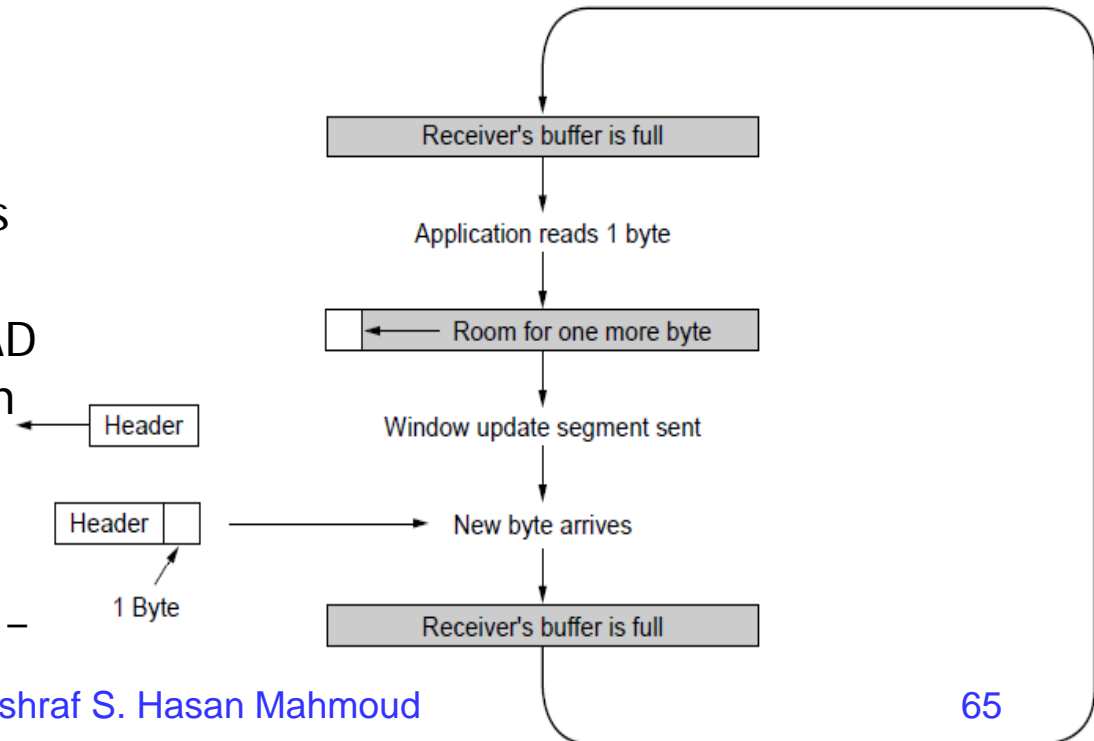 Receiver's buffer is full
s
Application reads 1 byte
AD
Room for one more byte
n
Header
Window update segment sent
Header
New byte arrives
1 Byte
–
Receiver's buffer is full
shraf S. Hasan Mahmoud
65